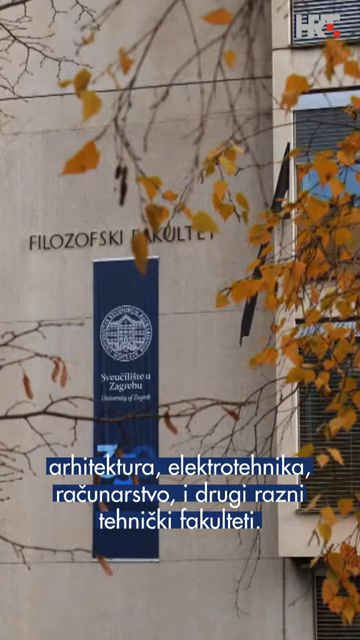 HRT
FILOZOFSKI FAKULTET
Sveučilište u
Zagrebu
University of Zagreb
arhitektura, elektrotehnika,
računarstvo, i drugi razni
tehnički fakulteti.